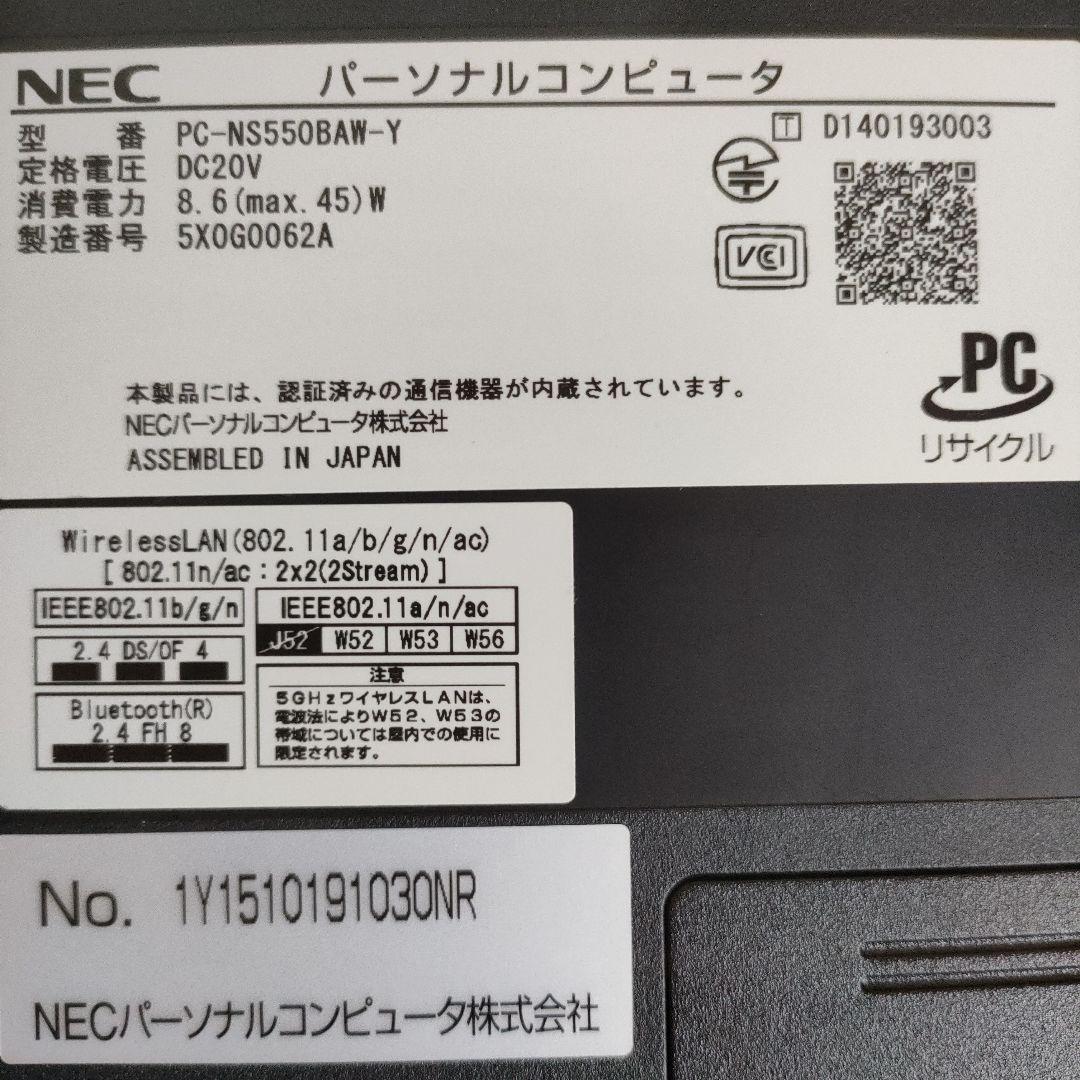 NEC パーソナルコンピュータ
型番 PC-NS550BAW-Y
定格電圧 DC20V
消費電力 8.6(max.45)W
製造番号 5X0G0062A
T D140193003
VCI
本製品には、認証済みの通信機器が内蔵されています。
NECパーソナルコンピュータ株式会社
ASSEMBLED IN JAPAN
PC
リサイクル
WirelessLAN(802.11a/b/g/n/ac)
[ 802.11n/ac : 2x2(2Stream) ]
IEEE802.11b/g/n
2.4 DS/OF 4
Bluetooth(R)
2.4 FH 8
IEEE802.11a/n/ac
J52 W52 W53 W56
注意
5GHzワイヤレスLANは、
電波法によりW52、W53の
帯域については屋内での使用に
限定されます。
No. 1Y1510191030NR
NECパーソナルコンピュータ株式会社